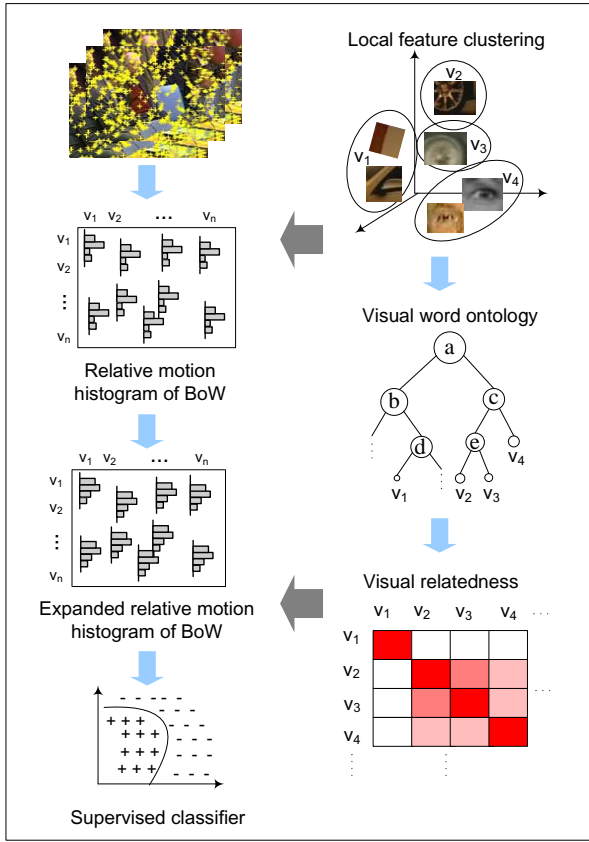 Local feature clustering
v2
v3
v1
v4
v1 v2 ... vn
v1
v2
...
vn
Relative motion
histogram of BoW
Visual word ontology
a
b
c
d
e
v4
v1
v2
v3
v1 v2 ... vn
v1
v2
...
vn
Expanded relative motion
histogram of BoW
Visual relatedness
v1 v2 v3 v4 ...
v1
v2
v3
v4
Supervised classifier